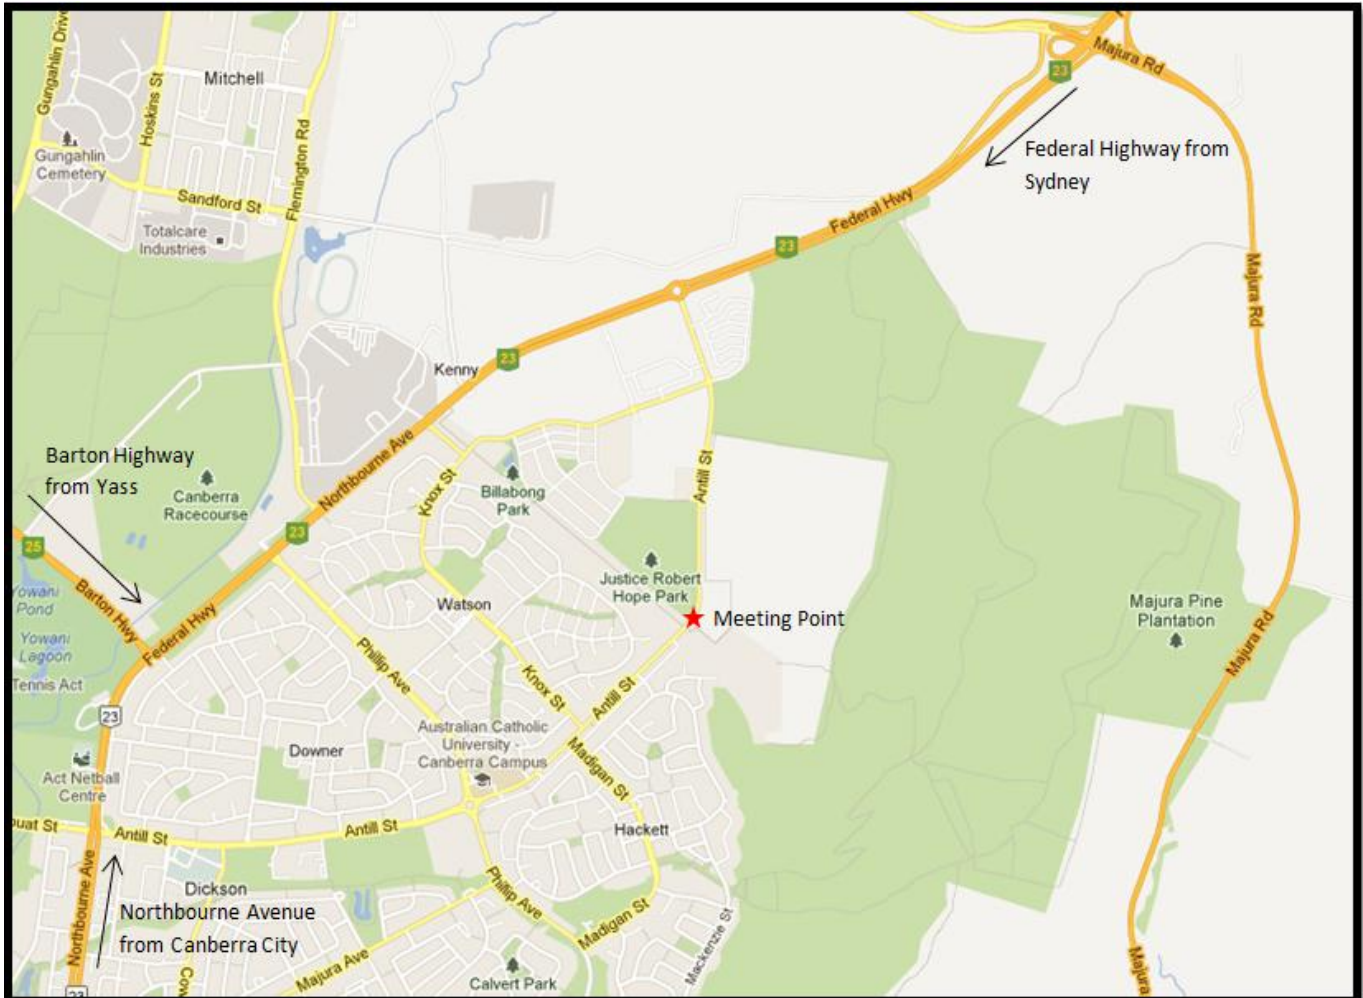 Gungahlin Drive
Hoskins St
Mitchell
Flemington Rd
Majura Rd
23
Federal Highway from
Sydney
Gungahlin
Cemetery
Sandford St
Totalcare
Industries
Federal Hwy
23
Majura Rd
Kenny
23
Barton Highway
from Yass
Canberra
Racecourse
Northbourne Ave
Knox St
Billabong
Park
Antill St
23
25
Yowani
Pond
Barton Hwy
Federal Hwy
Yowani
Lagoon
Tennis Act
Watson
Justice Robert
Hope Park
Meeting Point
Majura Pine
Plantation
Majura Rd
Phillip Ave
Knox St
Antill St
23
Australian Catholic
University -
Canberra Campus
Downer
Madigan St
Act Netball
Centre
ouat St
Antill St
Antill St
Hackett
Northbourne Ave
Dickson
Northbourne Avenue
from Canberra City
Phillip Ave
Madigan St
Mackenzie St
Majura Ave
Calvert Park
Cow
Majura
23